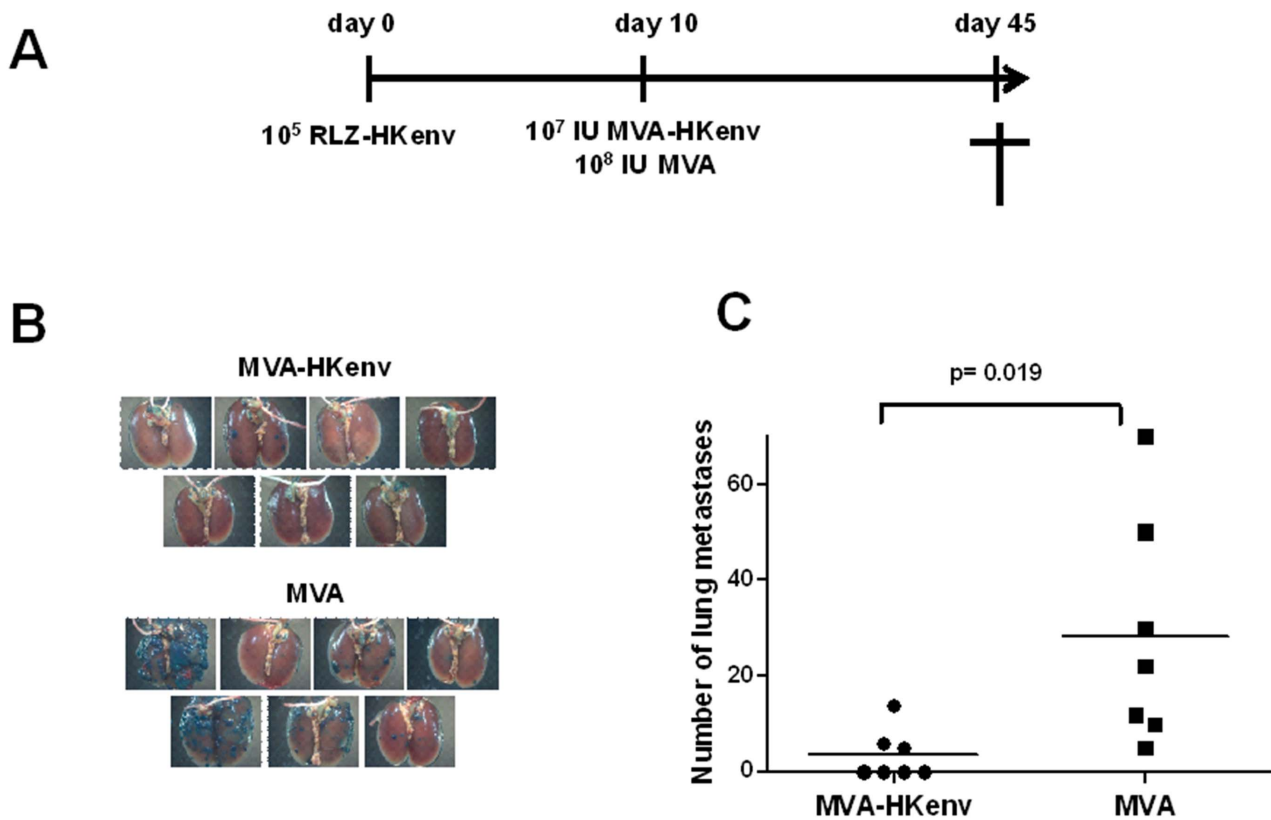 A
day 0 day 10 day 45
10⁵ RLZ-HKenv 10⁷ IU MVA-HKenv
10⁸ IU MVA
B
MVA-HKenv
MVA
C
p= 0.019
Number of lung metastases
60
40
20
0
MVA-HKenv MVA